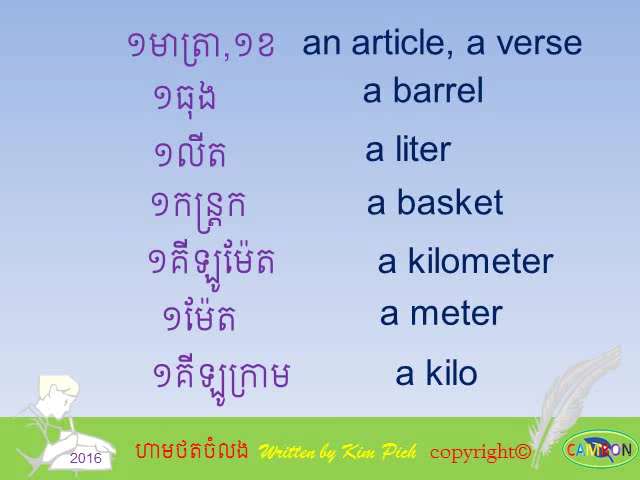 ១មាត្រា,១ខ an article, a verse
១ធុង a barrel
១លីត a liter
១កន្ត្រក a basket
១គីឡូម៉ែត a kilometer
១ម៉ែត a meter
១គីឡូក្រាម a kilo
2016 ហាមថតចំលង Written by Kim Pich copyright© CAMBON